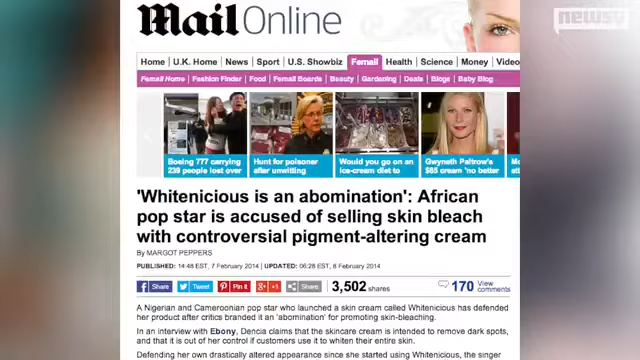 Mail Online
newsy
Home U.K. Home News Sport U.S. Showbiz Femail Health Science Money Video
Femail Home Fashion Finder Food Femail Boards Beauty Gardening Deals Blogs Baby Blog
Boeing 777 carrying
239 people lost over
Hunt for poisoner
after unwitting
Would you go on an
ice-cream diet to
Gwyneth Paltrow's
$85 cream 'no better
'Whitenicious is an abomination': African
pop star is accused of selling skin bleach
with controversial pigment-altering cream
By MARGOT PEPPERS
PUBLISHED: 14:48 EST, 7 February 2014 | UPDATED: 06:28 EST, 8 February 2014
Share Tweet Pin it +1 Share 3,502 shares 170 View comments
A Nigerian and Cameroonian pop star who launched a skin cream called Whitenicious has defended
her product after critics branded it an 'abomination' for promoting skin-bleaching.
In an interview with Ebony, Dencia claims that the skincare cream is intended to remove dark spots,
and that it is out of her control if customers use it to whiten their entire skin.
Defending her own drastically altered appearance since she started using Whitenicious, the singer